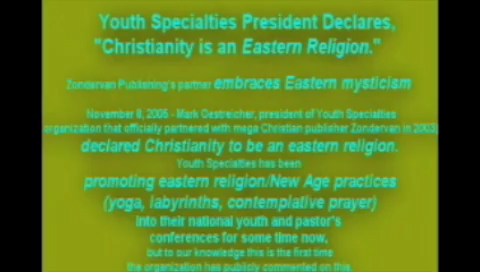 Youth Specialties President Declares,
"Christianity is an Eastern Religion."
Zondervan Publishing's partner embraces Eastern mysticism
November 8, 2005 - Mark Oestreicher, president of Youth Specialties
organization that officially partnered with mega Christian publisher Zondervan in 2003)
declared Christianity to be an eastern religion.
Youth Specialties has been
promoting eastern religion/New Age practices
(yoga, labyrinths, contemplative prayer)
into their national youth and pastor's
conferences for some time now,
but to our knowledge this is the first time
the organization has publicly commented on this